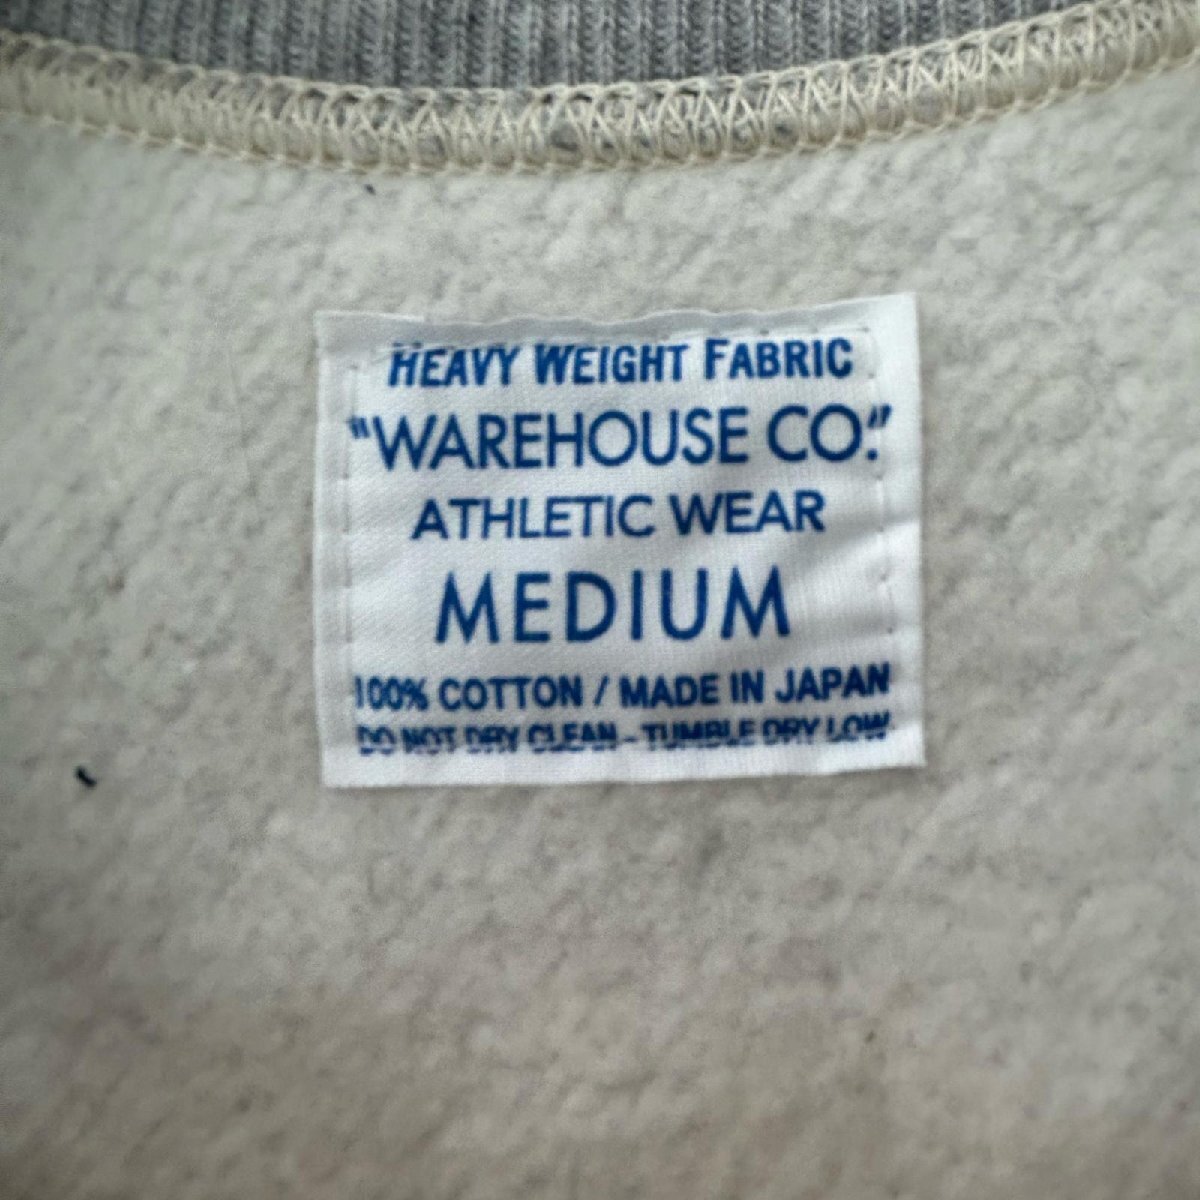 HEAVY WEIGHT FABRIC
"WAREHOUSE CO."
ATHLETIC WEAR
MEDIUM
100% COTTON / MADE IN JAPAN
DO NOT DRY CLEAN - TUMBLE DRY LOW